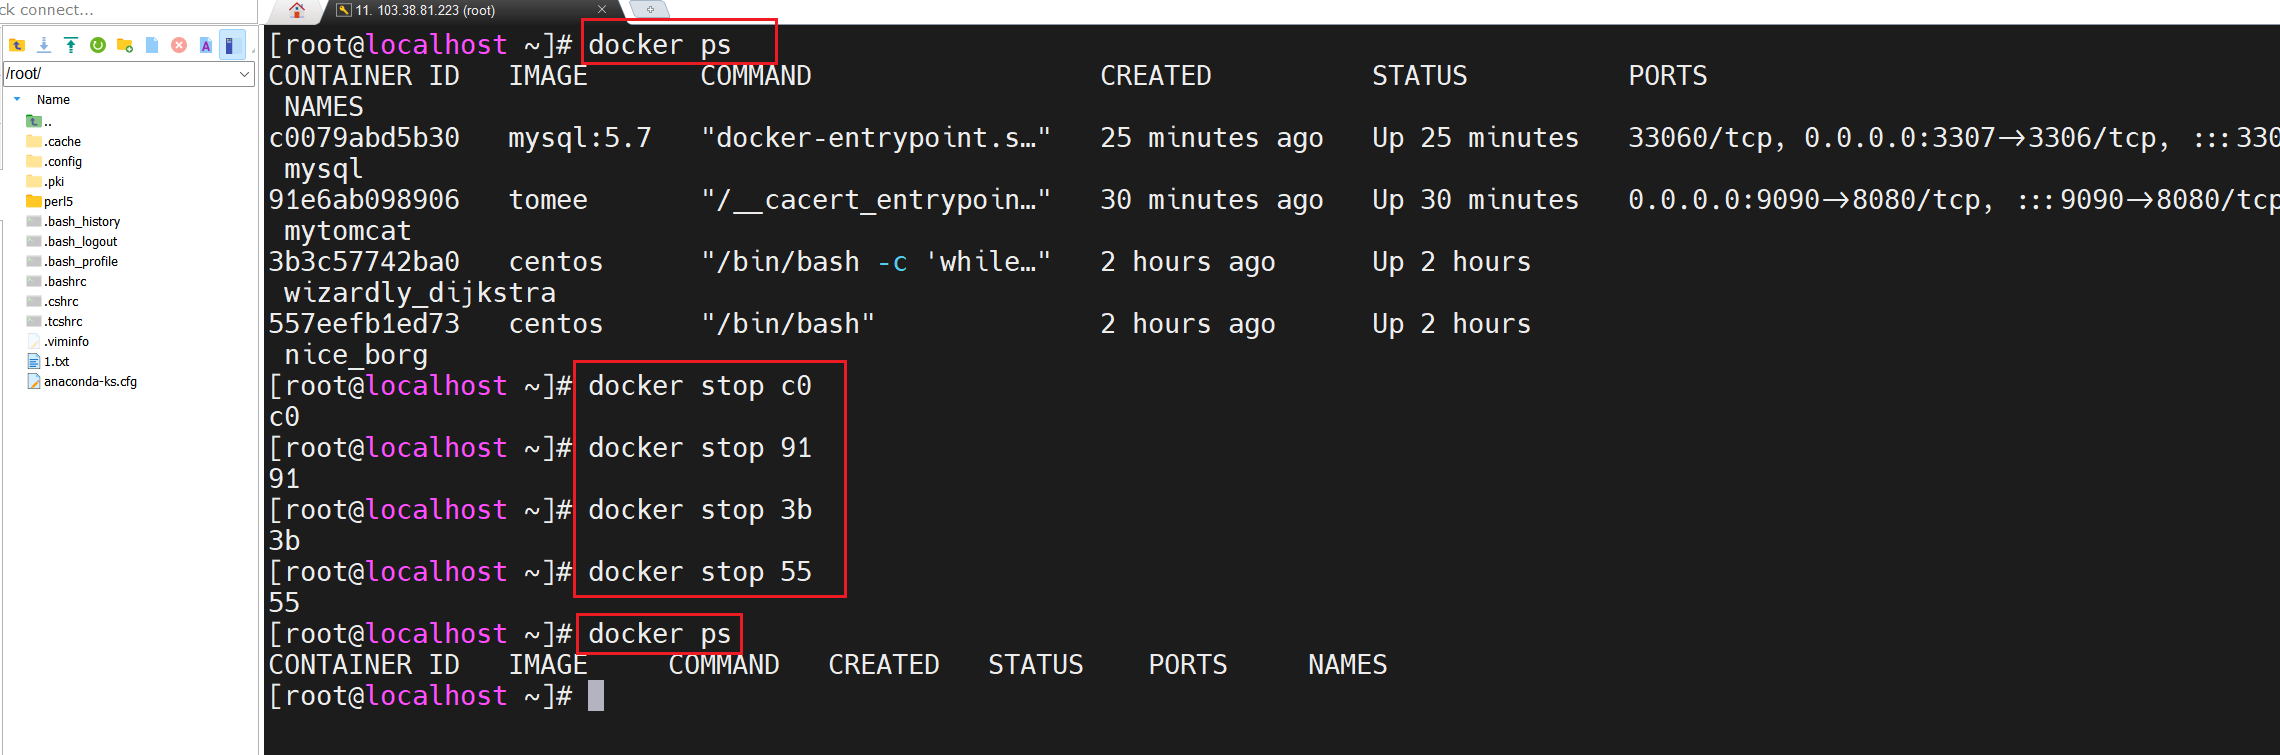 ck connect...
11. 103.38.81.223 (root)
/root/
Name
..
.cache
.config
.pki
perl5
.bash_history
.bash_logout
.bash_profile
.bashrc
.cshrc
.tcshrc
.viminfo
1.txt
anaconda-ks.cfg
[root@localhost ~]# docker ps
CONTAINER ID IMAGE COMMAND CREATED STATUS PORTS
NAMES
c0079abd5b30 mysql:5.7 "docker-entrypoint.s…" 25 minutes ago Up 25 minutes 33060/tcp, 0.0.0.0:3307->3306/tcp, :::330
mysql
91e6ab098906 tomee "/__cacert_entrypoin…" 30 minutes ago Up 30 minutes 0.0.0.0:9090->8080/tcp, :::9090->8080/tcp
mytomcat
3b3c57742ba0 centos "/bin/bash -c 'while…" 2 hours ago Up 2 hours
wizardly_dijkstra
557eefb1ed73 centos "/bin/bash" 2 hours ago Up 2 hours
nice_borg
[root@localhost ~]# docker stop c0
c0
[root@localhost ~]# docker stop 91
91
[root@localhost ~]# docker stop 3b
3b
[root@localhost ~]# docker stop 55
55
[root@localhost ~]# docker ps
CONTAINER ID IMAGE COMMAND CREATED STATUS PORTS NAMES
[root@localhost ~]#